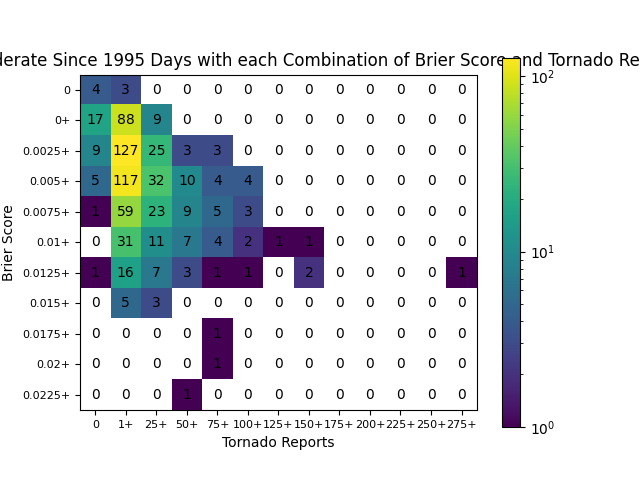 derate Since 1995 Days with each Combination of Brier Score and Tornado Re
Brier Score
0 4 3 0 0 0 0 0 0 0 0 0 0 0
0+ 17 88 9 0 0 0 0 0 0 0 0 0 0
0.0025+ 9 127 25 3 3 0 0 0 0 0 0 0 0
0.005+ 5 117 32 10 4 4 0 0 0 0 0 0 0
0.0075+ 1 59 23 9 5 3 0 0 0 0 0 0 0
0.01+ 0 31 11 7 4 2 1 1 0 0 0 0 0
0.0125+ 1 16 7 3 1 1 0 2 0 0 0 0 1
0.015+ 0 5 3 0 0 0 0 0 0 0 0 0 0
0.0175+ 0 0 0 0 1 0 0 0 0 0 0 0 0
0.02+ 0 0 0 0 1 0 0 0 0 0 0 0 0
0.0225+ 0 0 0 1 0 0 0 0 0 0 0 0 0
0 1+ 25+ 50+ 75+ 100+ 125+ 150+ 175+ 200+ 225+ 250+ 275+
Tornado Reports
10²
10¹
10⁰